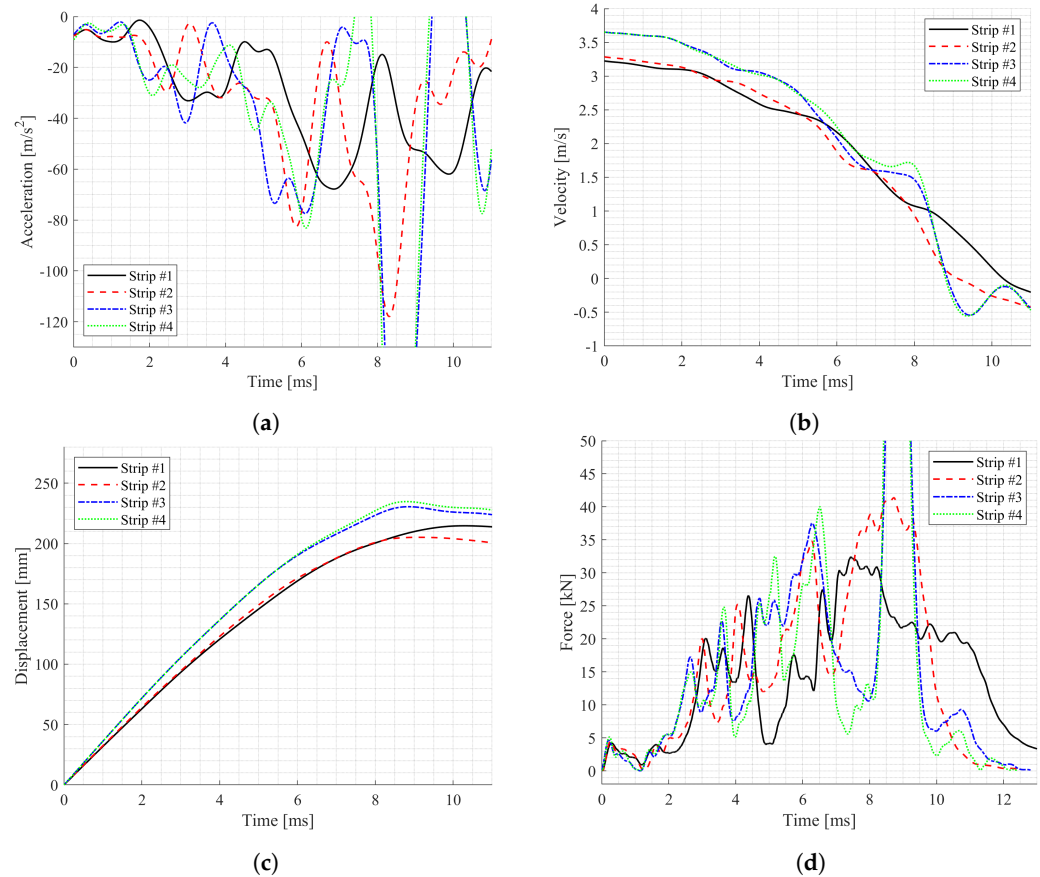 0
-20
-40
-60
-80
-100
-120
Acceleration [m/s²]
Strip #1
Strip #2
Strip #3
Strip #4
0 2 4 6 8 10
Time [ms]
(a)
4
3.5
3
2.5
2
1.5
1
0.5
0
-0.5
-1
Velocity [m/s]
Strip #1
Strip #2
Strip #3
Strip #4
0 2 4 6 8 10
Time [ms]
(b)
250
200
150
100
50
0
Displacement [mm]
Strip #1
Strip #2
Strip #3
Strip #4
0 2 4 6 8 10
Time [ms]
(c)
50
45
40
35
30
25
20
15
10
5
0
Force [kN]
Strip #1
Strip #2
Strip #3
Strip #4
0 2 4 6 8 10 12
Time [ms]
(d)